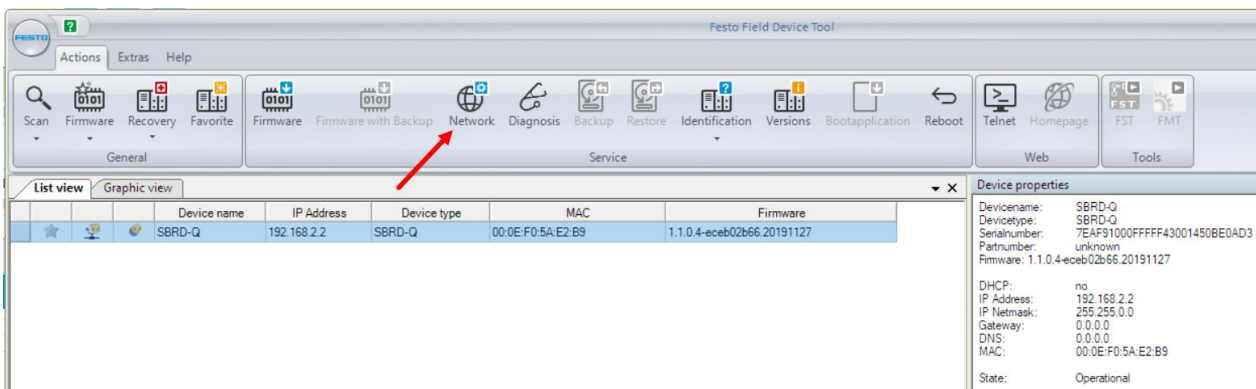 Festo Field Device Tool
FESTO
?
Actions Extras Help
Scan Firmware Recovery Favorite Firmware Firmware with Backup Network Diagnosis Backup Restore Identification Versions Bootapplication Reboot Telnet Homepage FST FMT
General Service Web Tools
List view Graphic view Device properties
Device name IP Address Device type MAC Firmware
SBRD-Q 192.168.2.2 SBRD-Q 00:0E:F0:5A:E2:B9 1.1.0.4-eceb02b66.20191127
Devicename: SBRD-Q
Devicetype: SBRD-Q
Serialnumber: 7EAF91000FFFFF43001450BE0AD3
Partnumber: unknown
Firmware: 1.1.0.4-eceb02b66.20191127
DHCP: no
IP Address: 192.168.2.2
IP Netmask: 255.255.0.0
Gateway: 0.0.0.0
DNS: 0.0.0.0
MAC: 00:0E:F0:5A:E2:B9
State: Operational